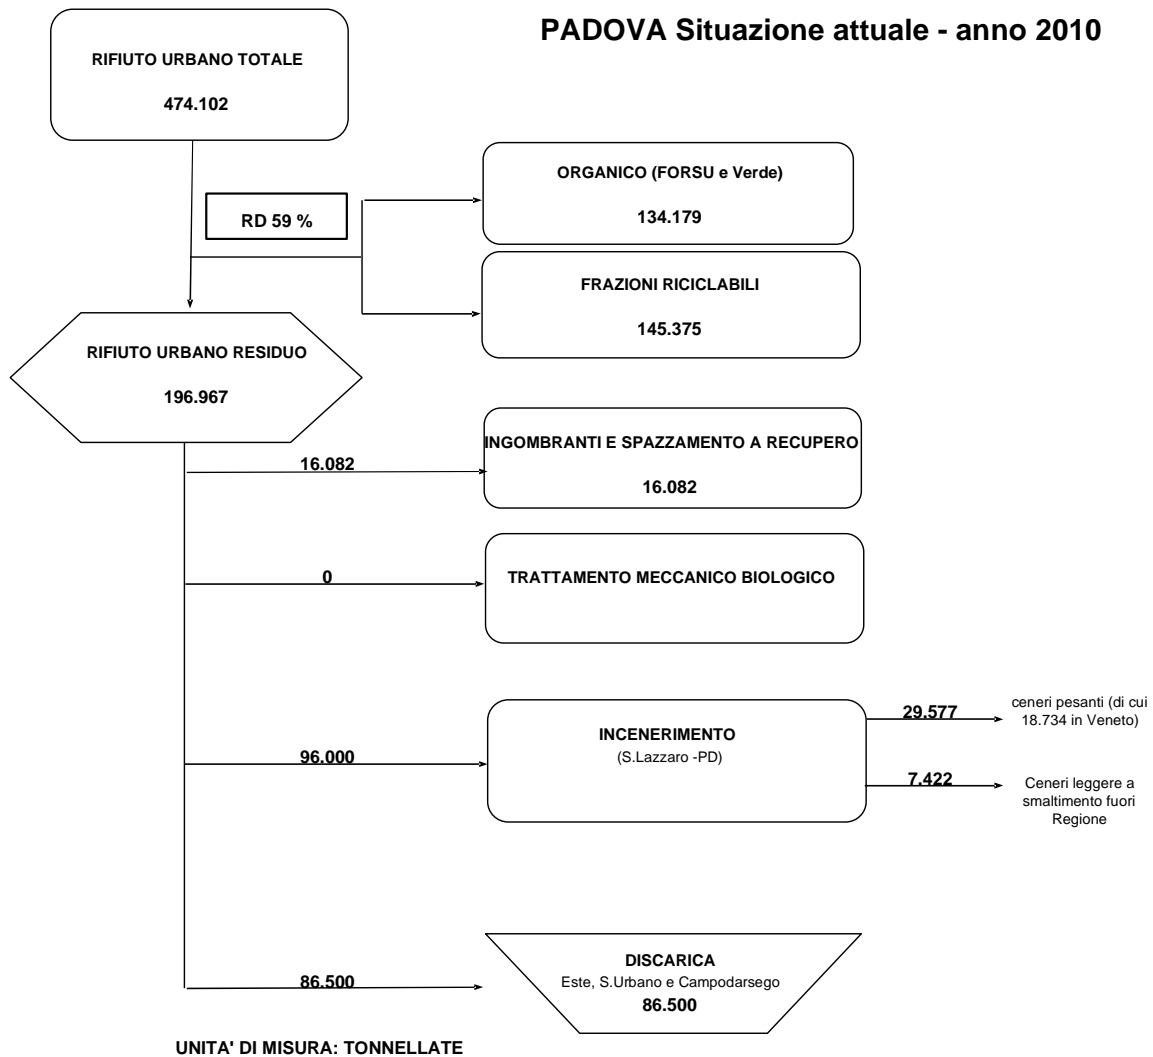 PADOVA Situazione attuale - anno 2010
RIFIUTO URBANO TOTALE
474.102
ORGANICO (FORSU e Verde)
134.179
RD 59 %
FRAZIONI RICICLABILI
145.375
RIFIUTO URBANO RESIDUO
196.967
INGOMBRANTI E SPAZZAMENTO A RECUPERO
16.082
16.082
0
TRATTAMENTO MECCANICO BIOLOGICO
96.000
INCENERIMENTO
(S.Lazzaro -PD)
29.577
ceneri pesanti (di cui
18.734 in Veneto)
7.422
Ceneri leggere a
smaltimento fuori
Regione
86.500
DISCARICA
Este, S.Urbano e Campodarsego
86.500
UNITA' DI MISURA: TONNELLATE